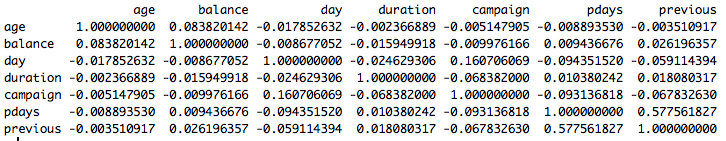 age balance day duration campaign pdays previous
age 1.000000000 0.083820142 -0.017852632 -0.002366889 -0.005147905 -0.008893530 -0.003510917
balance 0.083820142 1.000000000 -0.008677052 -0.015949918 -0.009976166 0.009436676 0.026196357
day -0.017852632 -0.008677052 1.000000000 -0.024629306 0.160706069 -0.094351520 -0.059114394
duration -0.002366889 -0.015949918 -0.024629306 1.000000000 -0.068382000 0.010380242 0.018080317
campaign -0.005147905 -0.009976166 0.160706069 -0.068382000 1.000000000 -0.093136818 -0.067832630
pdays -0.008893530 0.009436676 -0.094351520 0.010380242 -0.093136818 1.000000000 0.577561827
previous -0.003510917 0.026196357 -0.059114394 0.018080317 -0.067832630 0.577561827 1.000000000